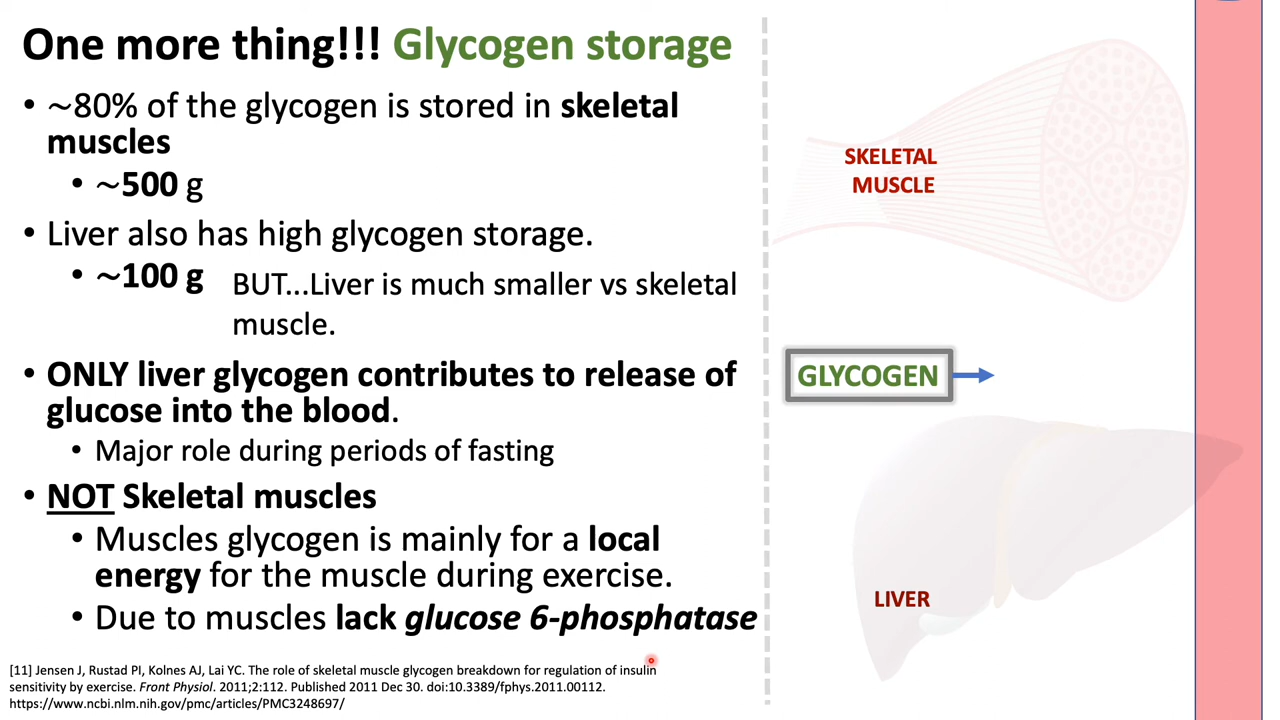 One more thing!!! Glycogen storage
• ~80% of the glycogen is stored in skeletal
muscles
• ~500 g
• Liver also has high glycogen storage.
• ~100 g
BUT...Liver is much smaller vs skeletal
muscle.
• ONLY liver glycogen contributes to release of
glucose into the blood.
• Major role during periods of fasting
• NOT Skeletal muscles
• Muscles glycogen is mainly for a local
energy for the muscle during exercise.
• Due to muscles lack glucose 6-phosphatase
[11] Jensen J, Rustad PI, Kolnes AJ, Lai YC. The role of skeletal muscle glycogen breakdown for regulation of insulin
sensitivity by exercise. Front Physiol. 2011;2:112. Published 2011 Dec 30. doi:10.3389/fphys.2011.00112.
https://www.ncbi.nlm.nih.gov/pmc/articles/PMC3248697/
SKELETAL
MUSCLE
GLYCOGEN
LIVER